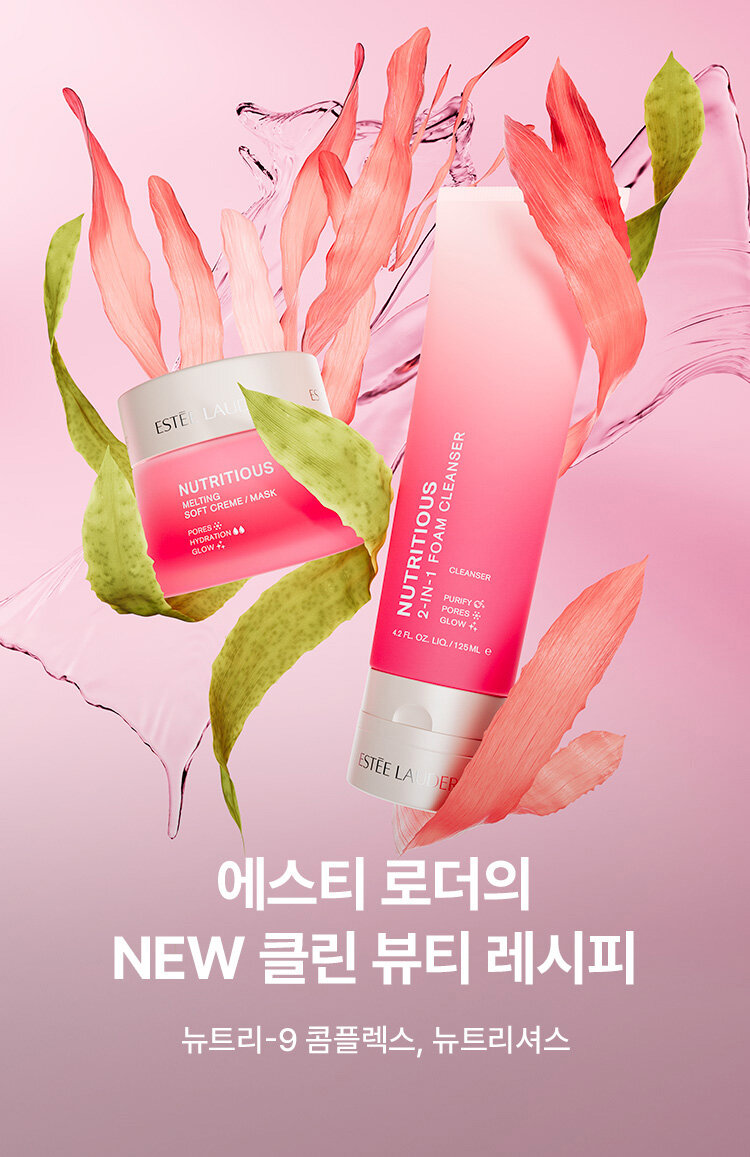 ESTĒE LAUDER
ES
NUTRITIOUS
MELTING
SOFT CREME / MASK
PORES
HYDRATION
GLOW
NUTRITIOUS
2-IN-1 FOAM CLEANSER
CLEANSER
PURIFY
PORES
GLOW
4.2 FL. OZ. LIQ. / 125 ML ℮
ESTĒE LAUDER
에스티 로더의
NEW 클린 뷰티 레시피
뉴트리-9 콤플렉스, 뉴트리셔스